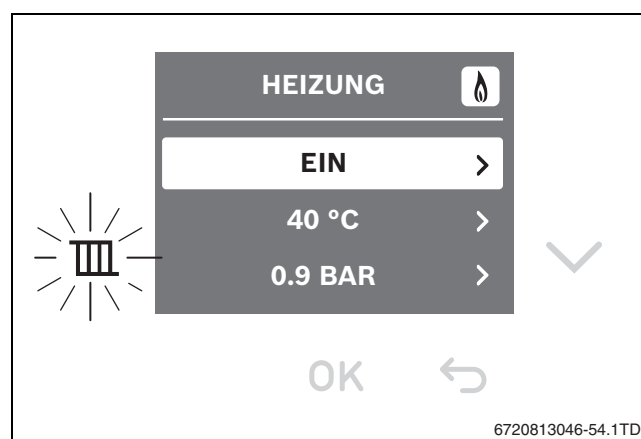 HEIZUNG
EIN >
40 °C >
0.9 BAR >
OK
6720813046-54.1TD